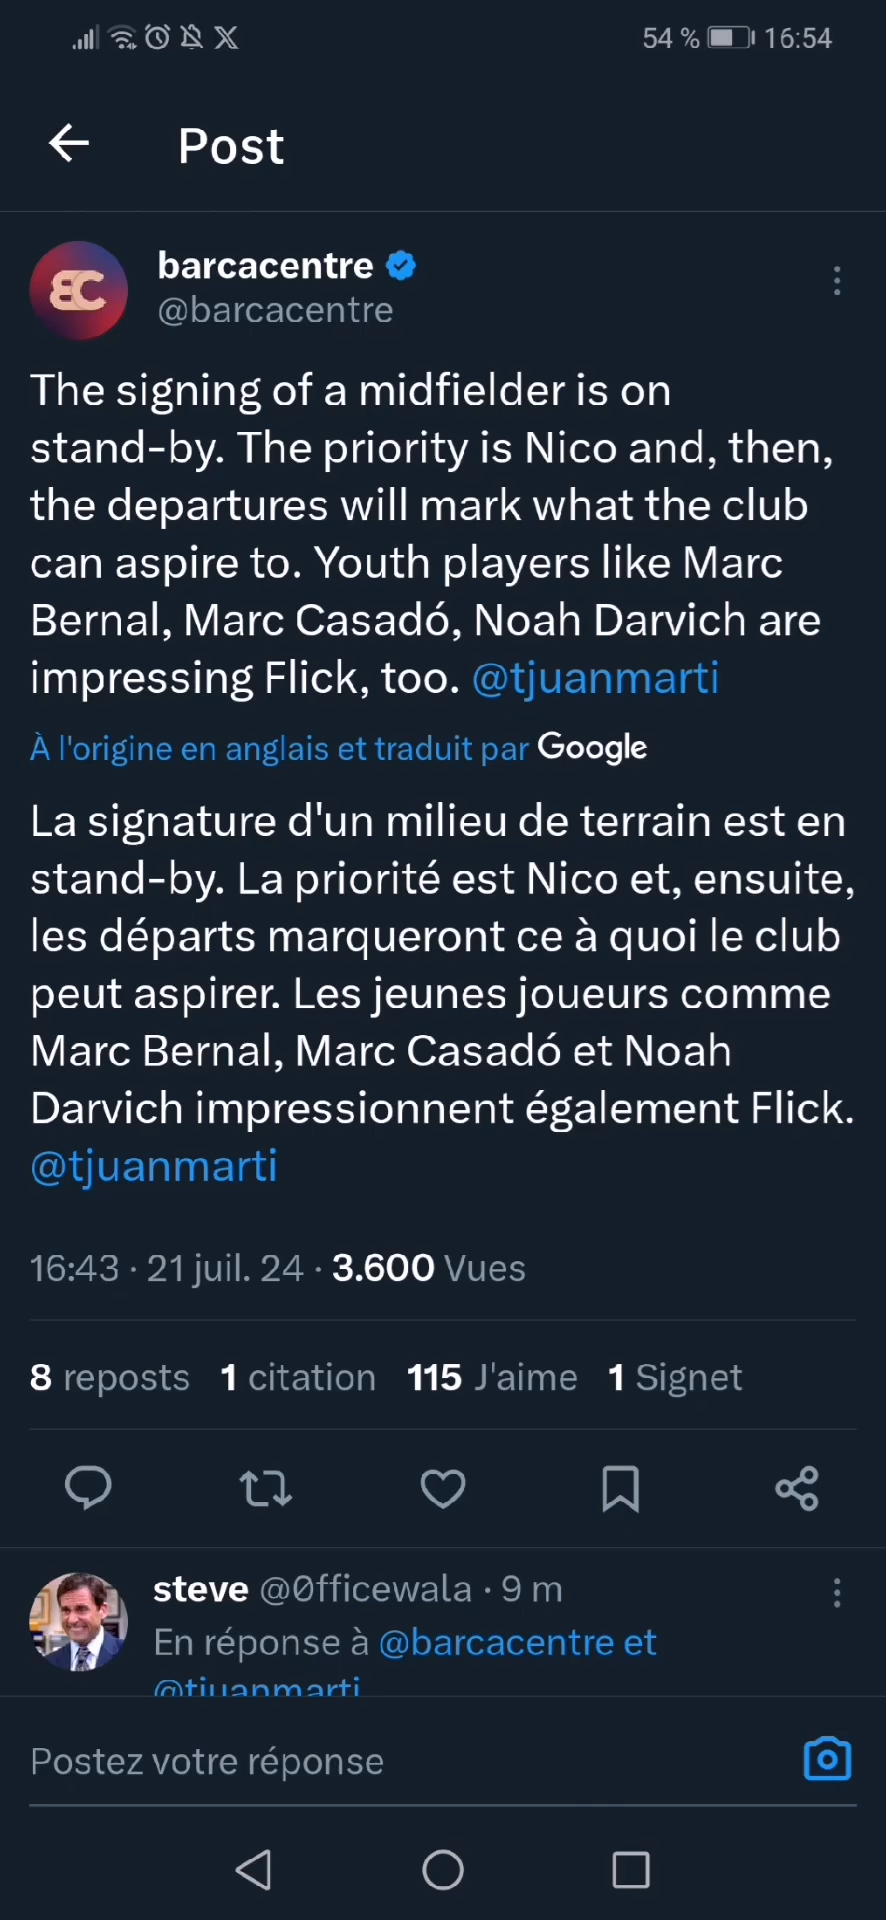 54 % 16:54
Post
BC
barcacentre
@barcacentre
The signing of a midfielder is on
stand-by. The priority is Nico and, then,
the departures will mark what the club
can aspire to. Youth players like Marc
Bernal, Marc Casadó, Noah Darvich are
impressing Flick, too. @tjuanmarti
À l'origine en anglais et traduit par Google
La signature d'un milieu de terrain est en
stand-by. La priorité est Nico et, ensuite,
les départs marqueront ce à quoi le club
peut aspirer. Les jeunes joueurs comme
Marc Bernal, Marc Casadó et Noah
Darvich impressionnent également Flick.
@tjuanmarti
16:43 · 21 juil. 24 · 3.600 Vues
8 reposts 1 citation 115 J'aime 1 Signet
steve @0fficewala · 9 m
En réponse à @barcacentre et
@tjuanmarti
Postez votre réponse